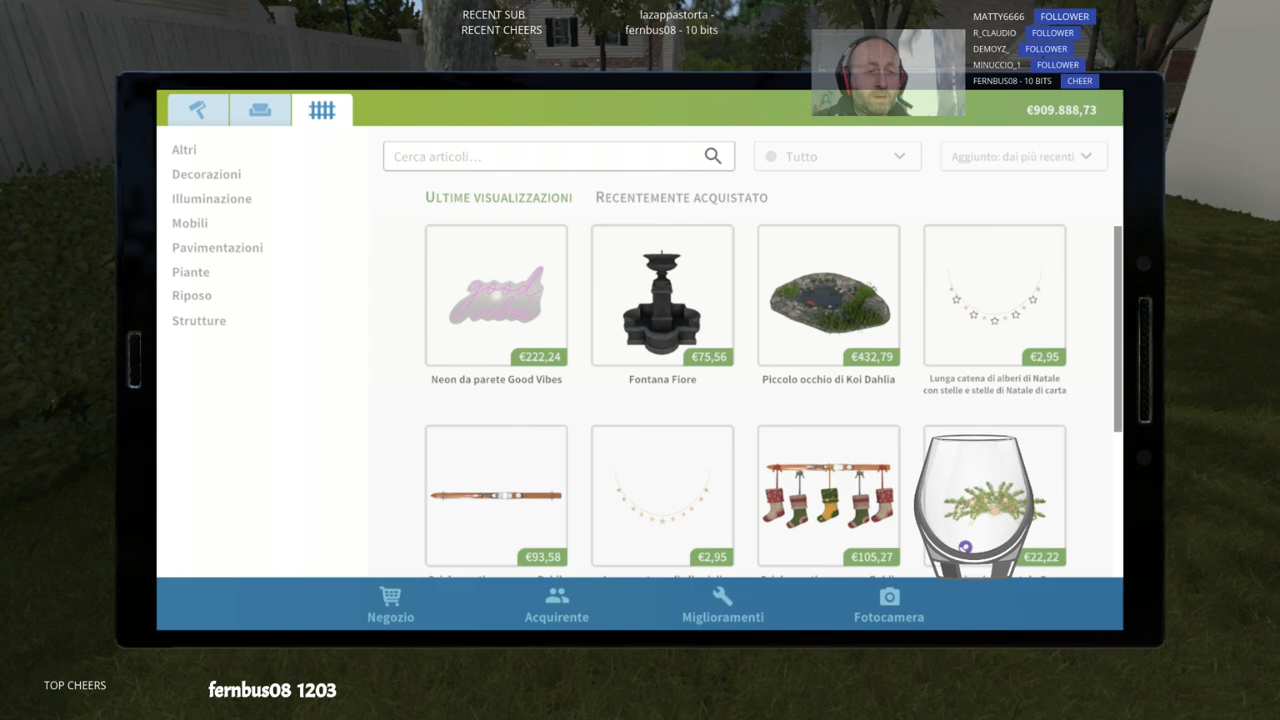 RECENT SUB
lazappastorta -
RECENT CHEERS
fernbus08 - 10 bits
MATTY6666 FOLLOWER
R_CLAUDIO FOLLOWER
DEMOYZ_ FOLLOWER
MINUCCIO_1 FOLLOWER
FERNBUS08 - 10 BITS CHEER
€909.888,73
Altri
Decorazioni
Illuminazione
Mobili
Pavimentazioni
Piante
Riposo
Strutture
Cerca articoli...
Tutto
Aggiunto: dai più recenti
ULTIME VISUALIZZAZIONI
RECENTEMENTE ACQUISTATO
good
vibes
€222,24
€75,56
€432,79
€2,95
Neon da parete Good Vibes
Fontana Fiore
Piccolo occhio di Koi Dahlia
Lunga catena di alberi di Natale
con stelle e stelle di Natale di carta
€93,58
€2,95
€105,27
€22,22
Negozio
Acquirente
Miglioramenti
Fotocamera
TOP CHEERS
fernbus08 1203